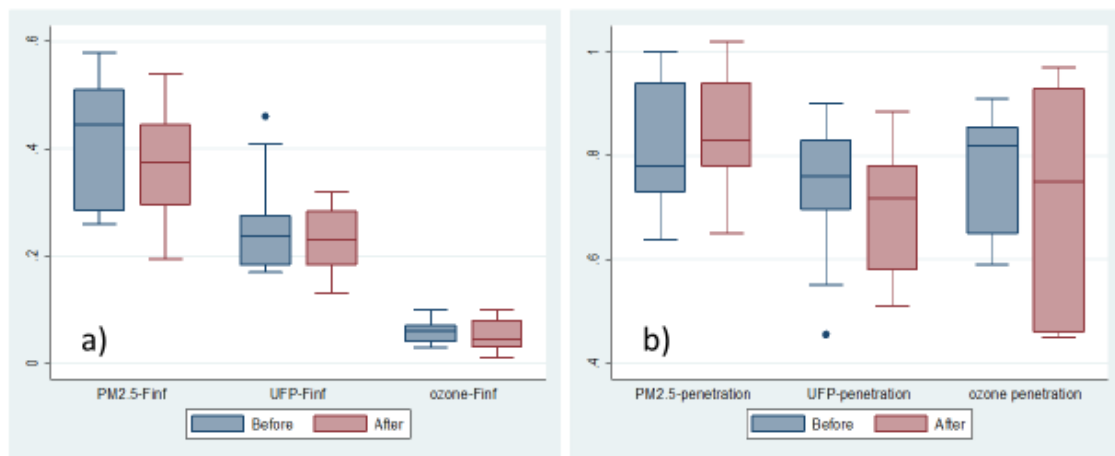 .6
.4
.2
0
a)
PM2.5-Finf UFP-Finf ozone-Finf
Before After
1
.8
.6
.4
b)
PM2.5-penetration UFP-penetration ozone penetration
Before After